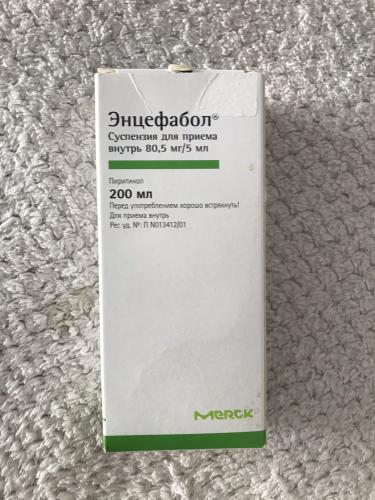 Энцефабол®
Суспензия для приема
внутрь 80,5 мг/5 мл
Пиритинол
200 мл
Перед употреблением хорошо встряхнуть!
Для приема внутрь
Рег. уд. №: П N013412/01
MERCK